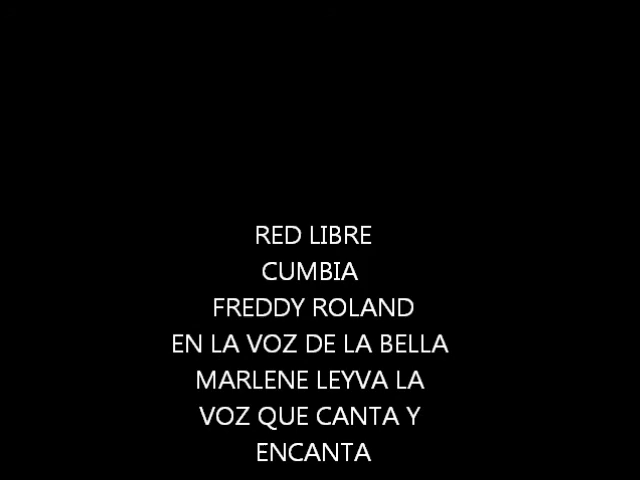 RED LIBRE
CUMBIA
FREDDY ROLAND
EN LA VOZ DE LA BELLA
MARLENE LEYVA LA
VOZ QUE CANTA Y
ENCANTA